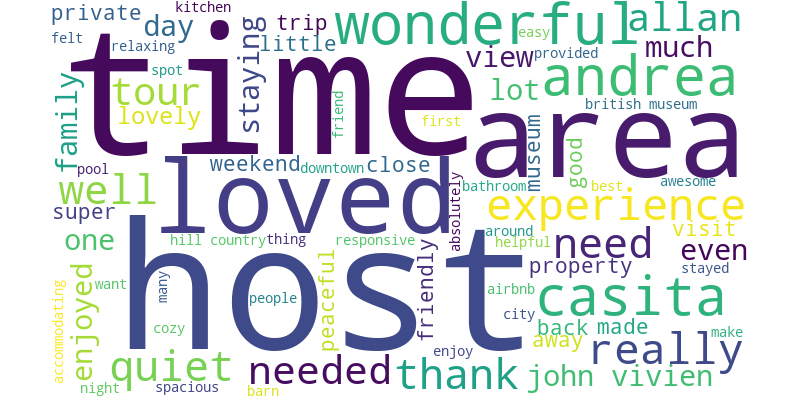 private
kitchen
day
trip
wonderful
easy
allan
felt
relaxing
little
view
provided
much
spot
staying
time
family
tour
lovely
friend
first
lot
andrea
british museum
area
museum
good
pool
weekend
downtown
close
absolutely
bathroom
best
awesome
well
loved
super
experience
visit
one
hill country
thing
responsive
friendly
around
helpful
need
even
enjoyed
want
many
host
people
peaceful
property
stayed
airbnb
casita
accommodating
cozy
city
back
made
make
away
really
quiet
needed
enjoy
thank
john vivien
night
spacious
barn